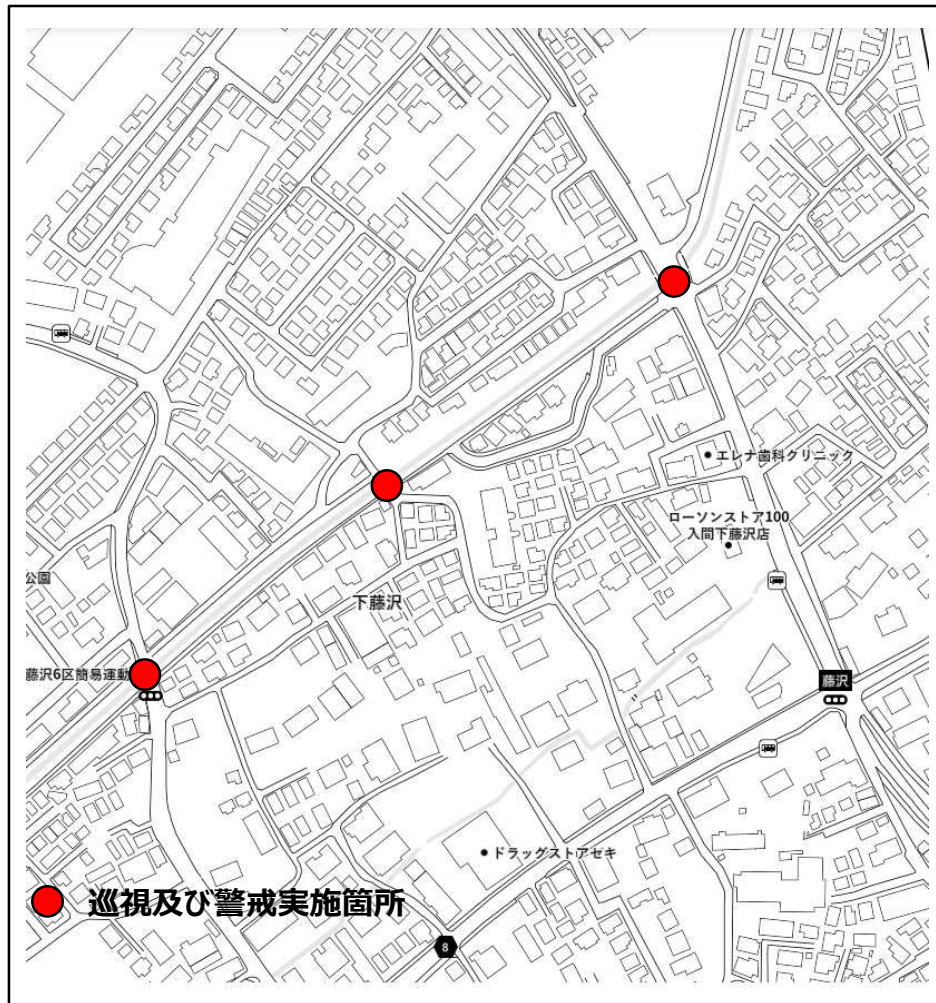 エレナ歯科クリニック
ローソンストア100
入間下藤沢店
公園
下藤沢
藤沢6区簡易運動
藤沢
ドラッグストアセキ
巡視及び警戒実施箇所
8